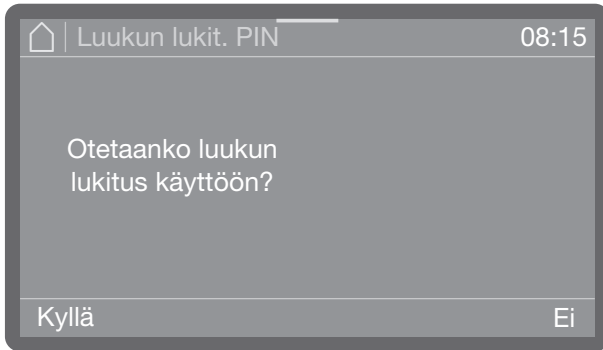 Luukun lukit. PIN 08:15
Otetaanko luukun
lukitus käyttöön?
Kyllä Ei